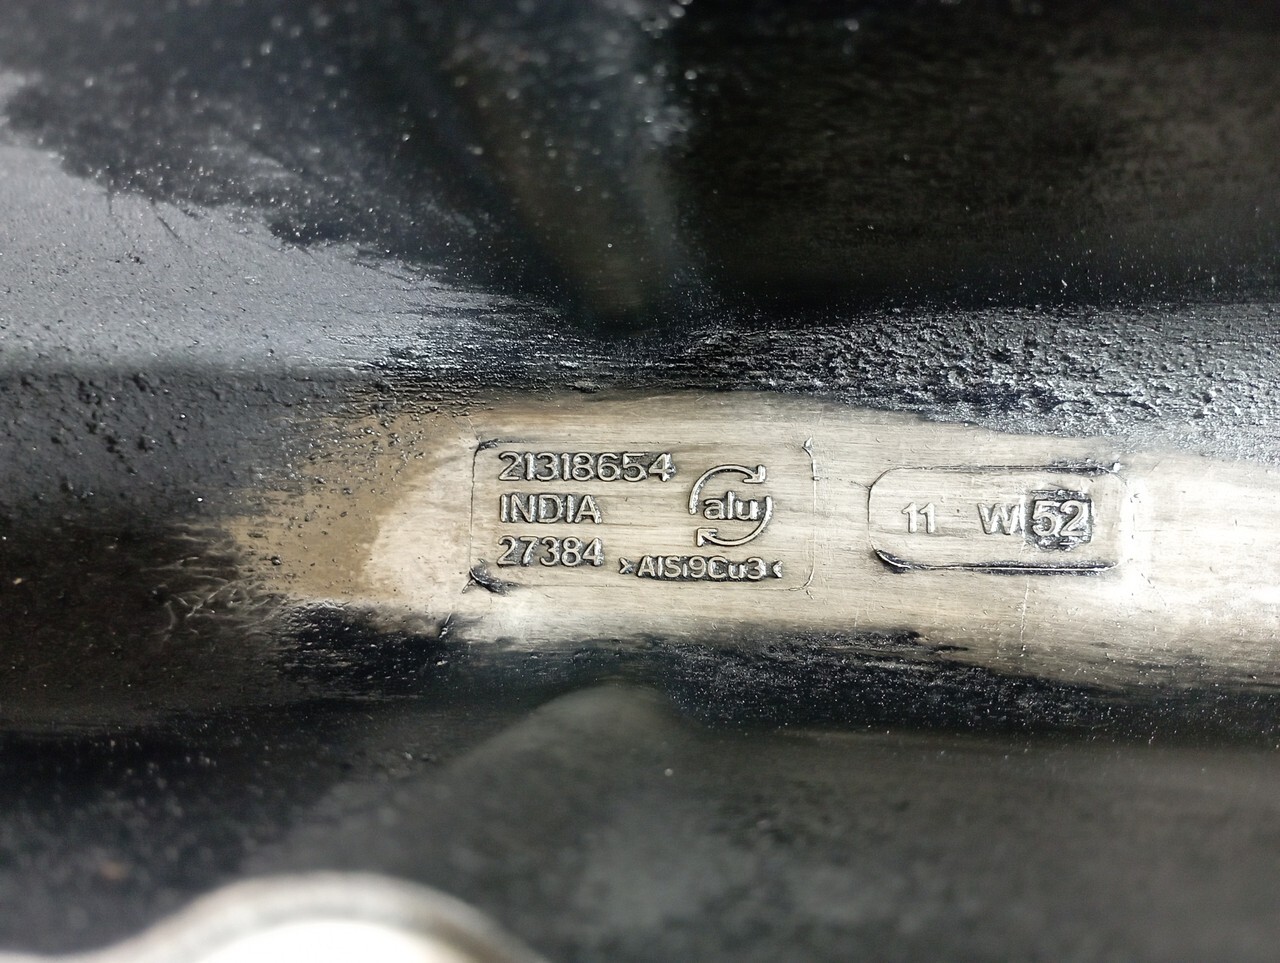 21318654
INDIA
27384
alu
>AlSi9Cu3<
11 W 52